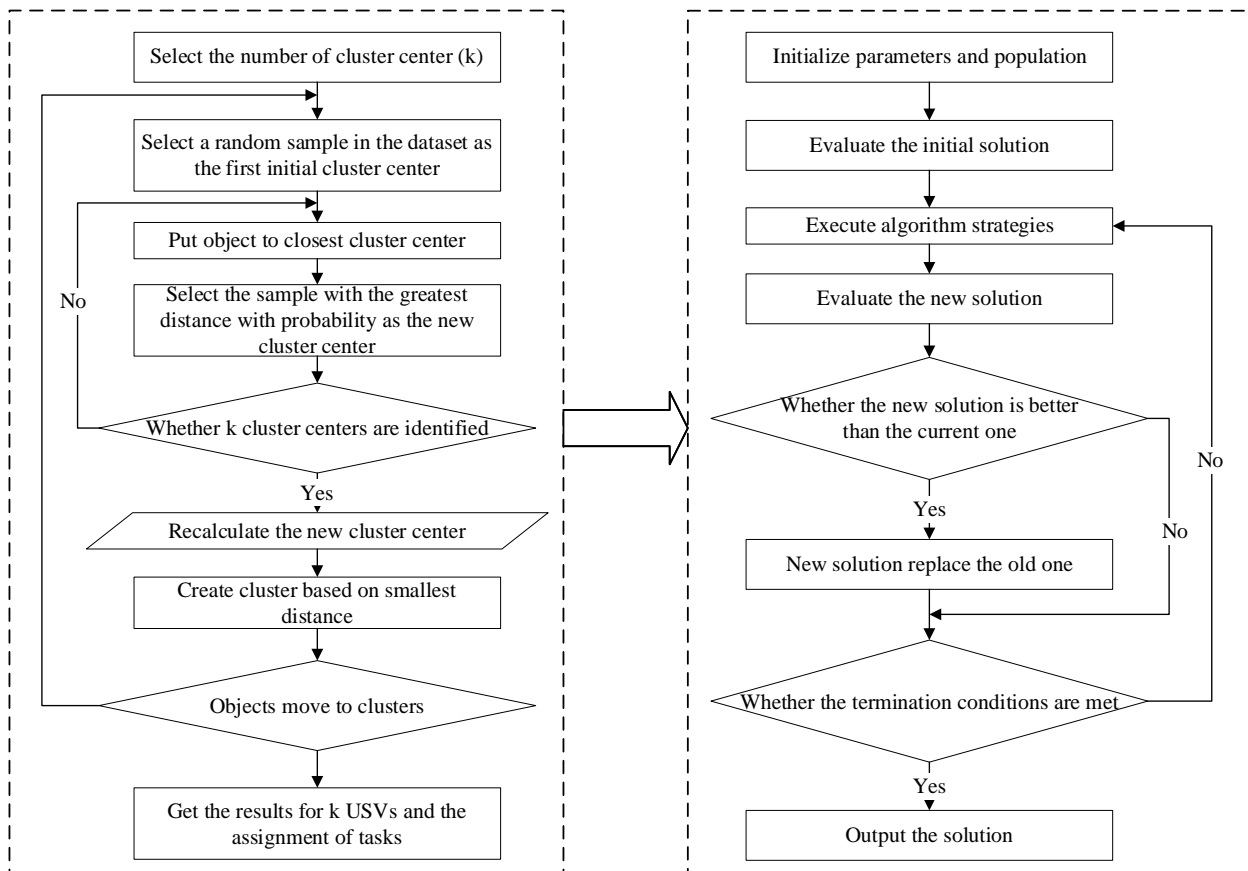 Select the number of cluster center (k)
Select a random sample in the dataset as
the first initial cluster center
Put object to closest cluster center
No
Select the sample with the greatest
distance with probability as the new
cluster center
Whether k cluster centers are identified
Yes
Recalculate the new cluster center
Create cluster based on smallest
distance
Objects move to clusters
Get the results for k USVs and the
assignment of tasks
Initialize parameters and population
Evaluate the initial solution
Execute algorithm strategies
Evaluate the new solution
Whether the new solution is better
than the current one
No
Yes
No
New solution replace the old one
Whether the termination conditions are met
Yes
Output the solution